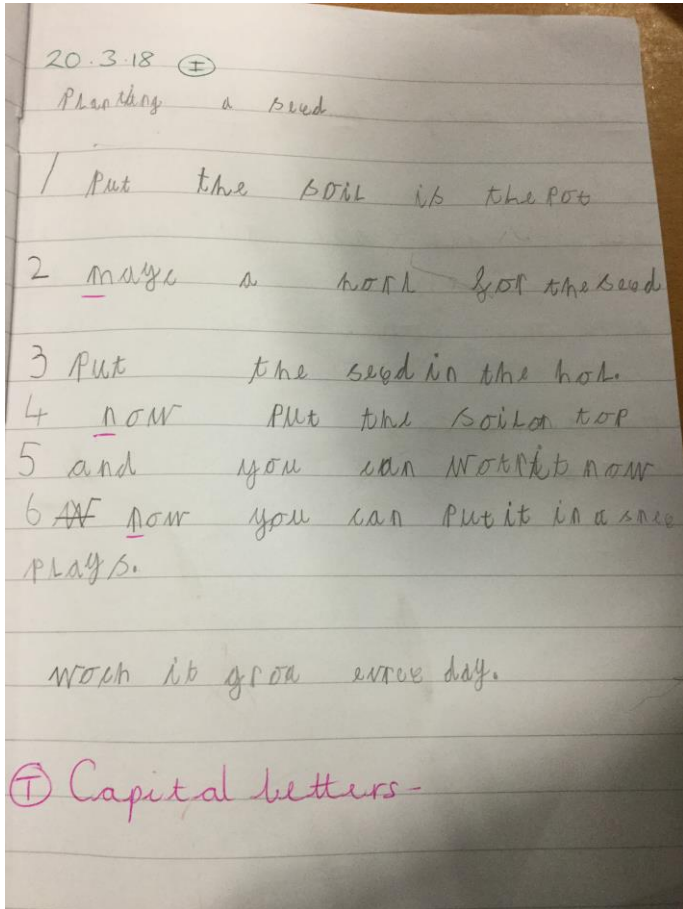 20.3.18 I
Planting a seed
1 Put the soil is the Pot
2 mayc a horl for the seed
3 Put the seed in the hol.
4 now Put the soil on top
5 and you can wotrit now
6 now you can Put it in a snee
Plays.
woch it groa evree day.
T Capital letters-